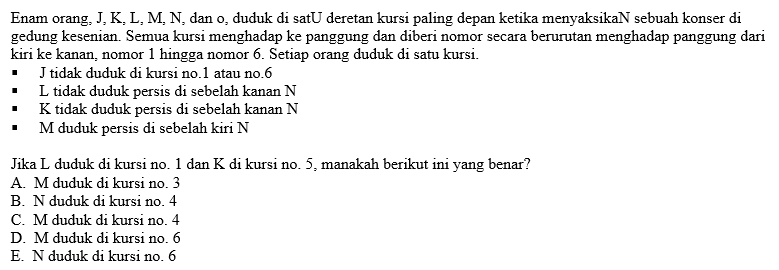 Enam orang, J, K, L, M, N, dan o, duduk di satU deretan kursi paling depan ketika menyaksikaN sebuah konser di
gedung kesenian. Semua kursi menghadap ke panggung dan diberi nomor secara berurutan menghadap panggung dari
kiri ke kanan, nomor 1 hingga nomor 6. Setiap orang duduk di satu kursi.
▪ J tidak duduk di kursi no.1 atau no.6
▪ L tidak duduk persis di sebelah kanan N
▪ K tidak duduk persis di sebelah kanan N
▪ M duduk persis di sebelah kiri N
Jika L duduk di kursi no. 1 dan K di kursi no. 5, manakah berikut ini yang benar?
A. M duduk di kursi no. 3
B. N duduk di kursi no. 4
C. M duduk di kursi no. 4
D. M duduk di kursi no. 6
E. N duduk di kursi no. 6